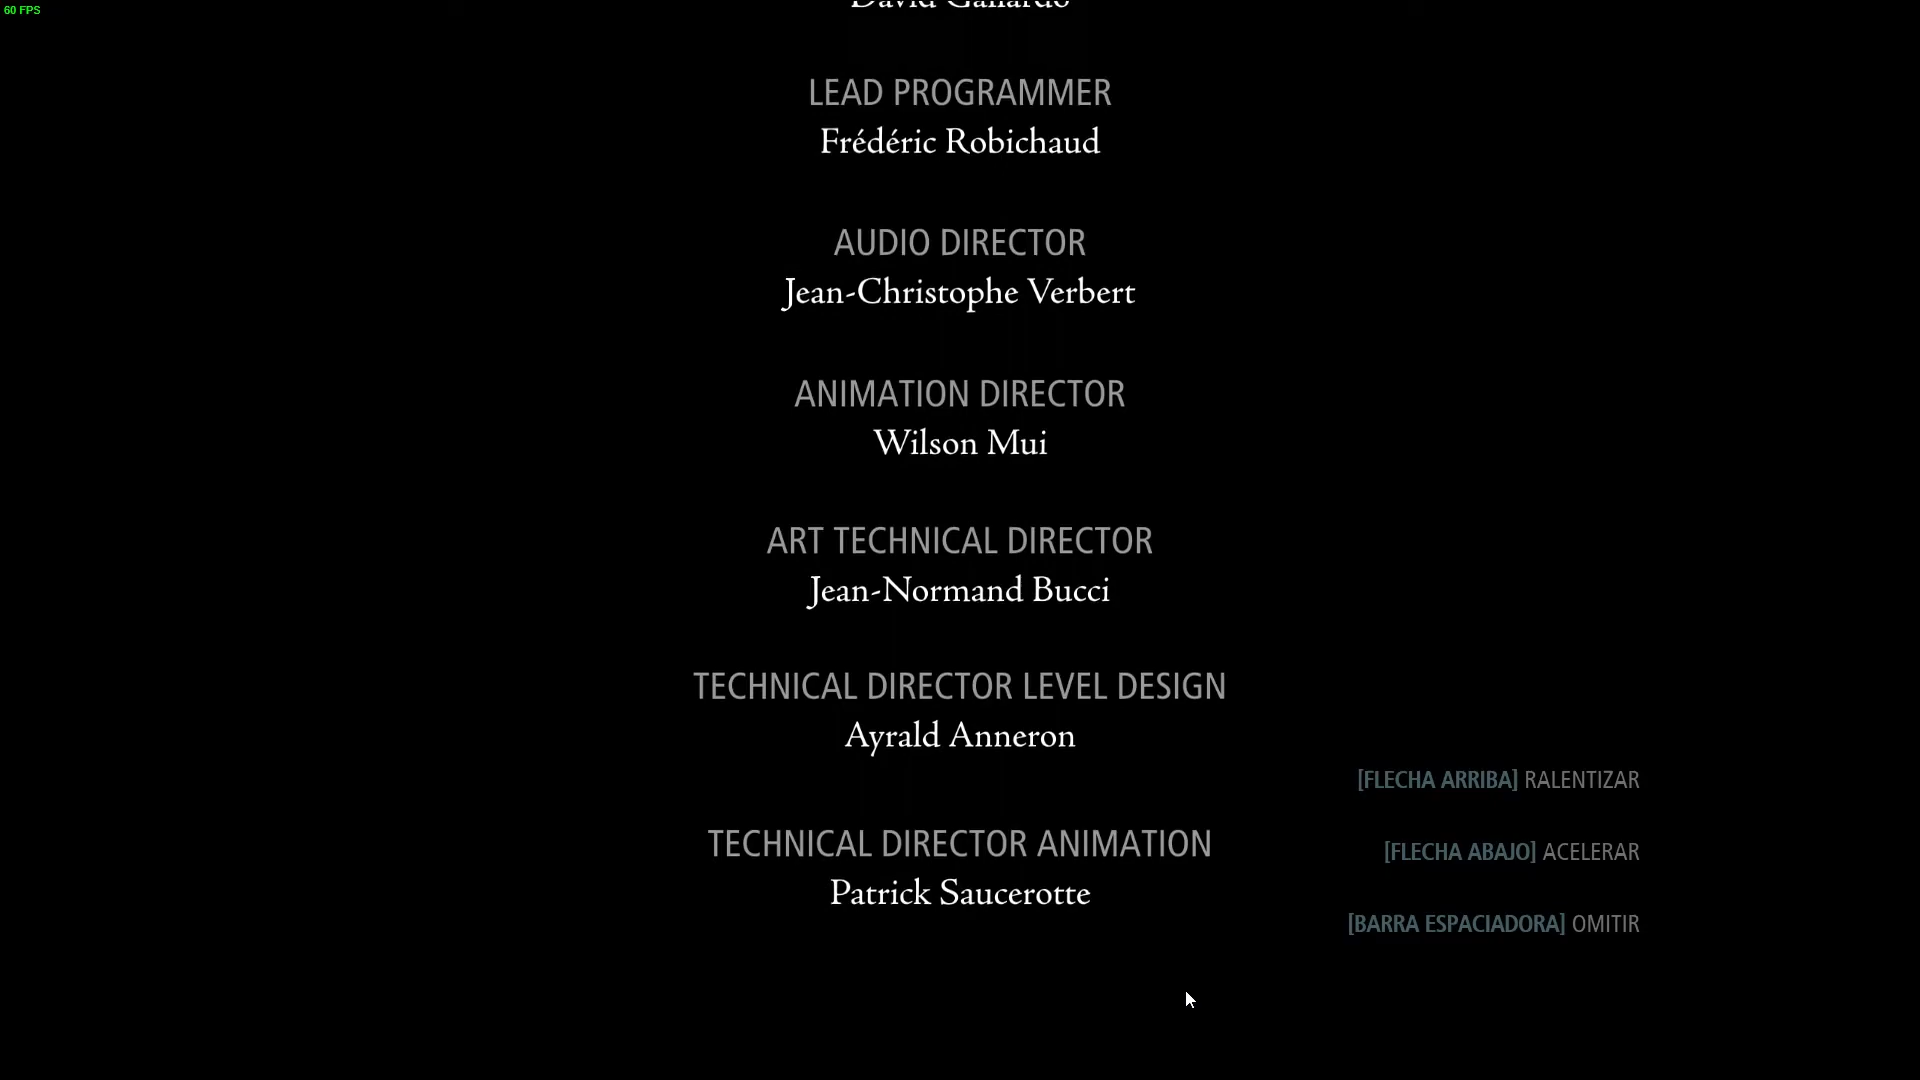 60 FPS
David Gallardo
LEAD PROGRAMMER
Frédéric Robichaud
AUDIO DIRECTOR
Jean-Christophe Verbert
ANIMATION DIRECTOR
Wilson Mui
ART TECHNICAL DIRECTOR
Jean-Normand Bucci
TECHNICAL DIRECTOR LEVEL DESIGN
Ayrald Anneron
[FLECHA ARRIBA] RALENTIZAR
TECHNICAL DIRECTOR ANIMATION
[FLECHA ABAJO] ACELERAR
Patrick Saucerotte
[BARRA ESPACIADORA] OMITIR